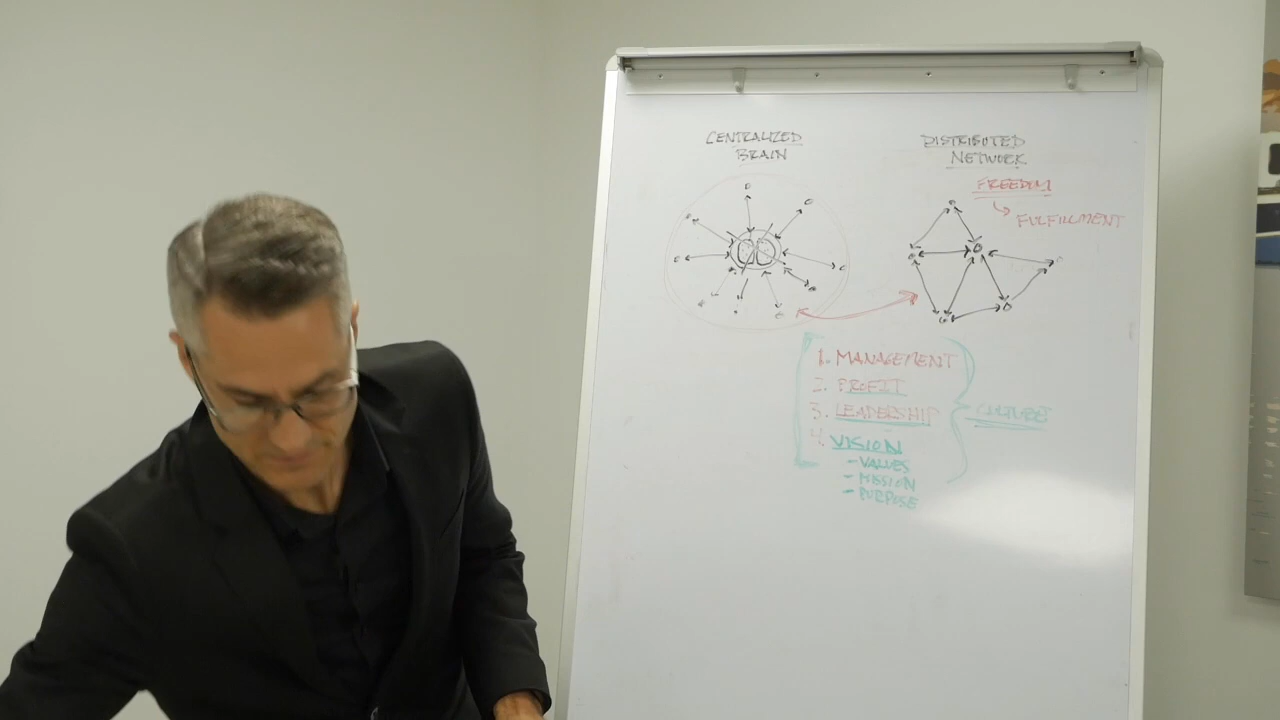 CENTRALIZED
BRAIN
DISTRIBUTED
NETWORK
FREEDOM
FULFILLMENT
1. MANAGEMENT
2. PROFIT
3. LEADERSHIP
4. VISION
- VALUES
- MISSION
- PURPOSE
CULTURE